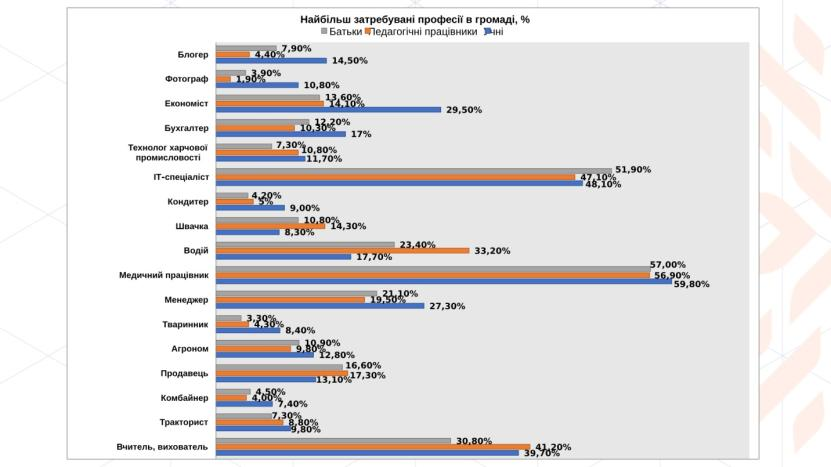 Найбільш затребувані професії в громаді, %
Батьки Педагогічні працівники Учні
Блогер 7,90% 4,40% 14,50%
Фотограф 3,90% 1,90% 10,80%
Економіст 13,60% 14,10% 29,50%
Бухгалтер 12,20% 10,30% 17%
Технолог харчової
промисловості 7,30% 10,80% 11,70%
ІТ-спеціаліст 51,90% 47,10% 48,10%
Кондитер 4,20% 5% 9,00%
Швачка 10,80% 14,30% 8,30%
Водій 23,40% 33,20% 17,70%
Медичний працівник 57,00% 56,90% 59,80%
Менеджер 21,10% 19,50% 27,30%
Тваринник 3,30% 4,30% 8,40%
Агроном 10,90% 9,80% 12,80%
Продавець 16,60% 17,30% 13,10%
Комбайнер 4,50% 4,00% 7,40%
Тракторист 7,30% 8,80% 9,80%
Вчитель, вихователь 30,80% 41,20% 39,70%